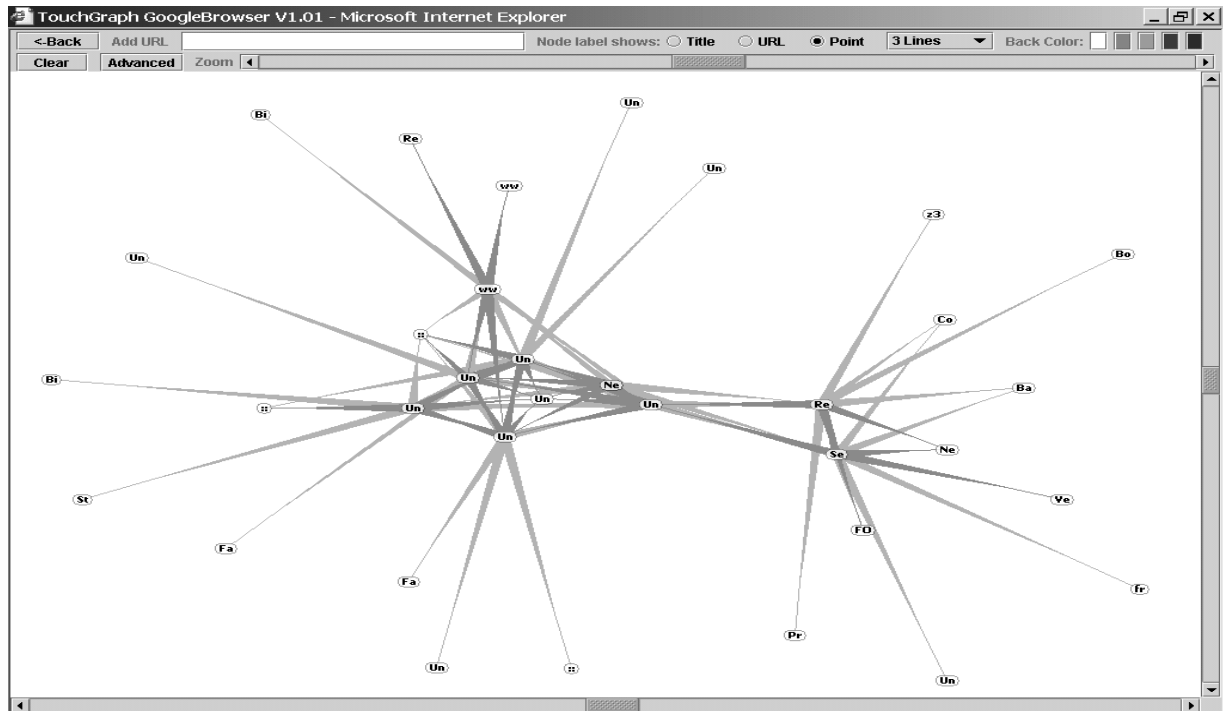 TouchGraph GoogleBrowser V1.01 - Microsoft Internet Explorer
<-Back Add URL Node label shows: Title URL Point 3 Lines Back Color:
Clear Advanced Zoom
Un
Bi
Re
Un
ww
z3
Bo
Un
ww
Co
::
Un
Un
Bi
Ne
Ba
Un
Un
Re
::
Un
Un
Ne
Se
St
Ye
FO
Fa
Fa
fr
Pr
Un
::
Un